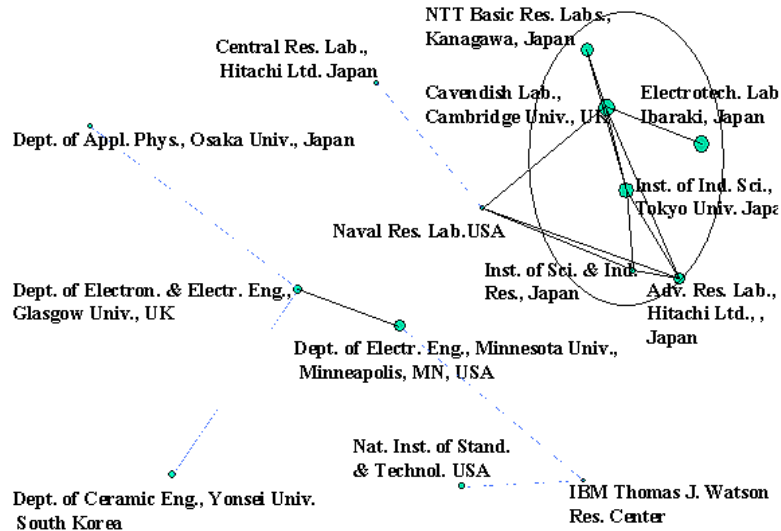 NTT Basic Res. Labs.,
Kanagawa, Japan
Central Res. Lab.,
Hitachi Ltd. Japan
Cavendish Lab.,
Cambridge Univ., UK
Electrotech. Lab
Ibaraki, Japan
Dept. of Appl. Phys., Osaka Univ., Japan
Inst. of Ind. Sci.,
Tokyo Univ. Japa
Naval Res. Lab.USA
Inst. of Sci. & Ind.
Res., Japan
Adv. Res. Lab.,
Hitachi Ltd., ,
Japan
Dept. of Electron. & Electr. Eng.,
Glasgow Univ., UK
Dept. of Electr. Eng., Minnesota Univ.,
Minneapolis, MN, USA
Nat. Inst. of Stand.
& Technol. USA
IBM Thomas J. Watson
Res. Center
Dept. of Ceramic Eng., Yonsei Univ.
South Korea